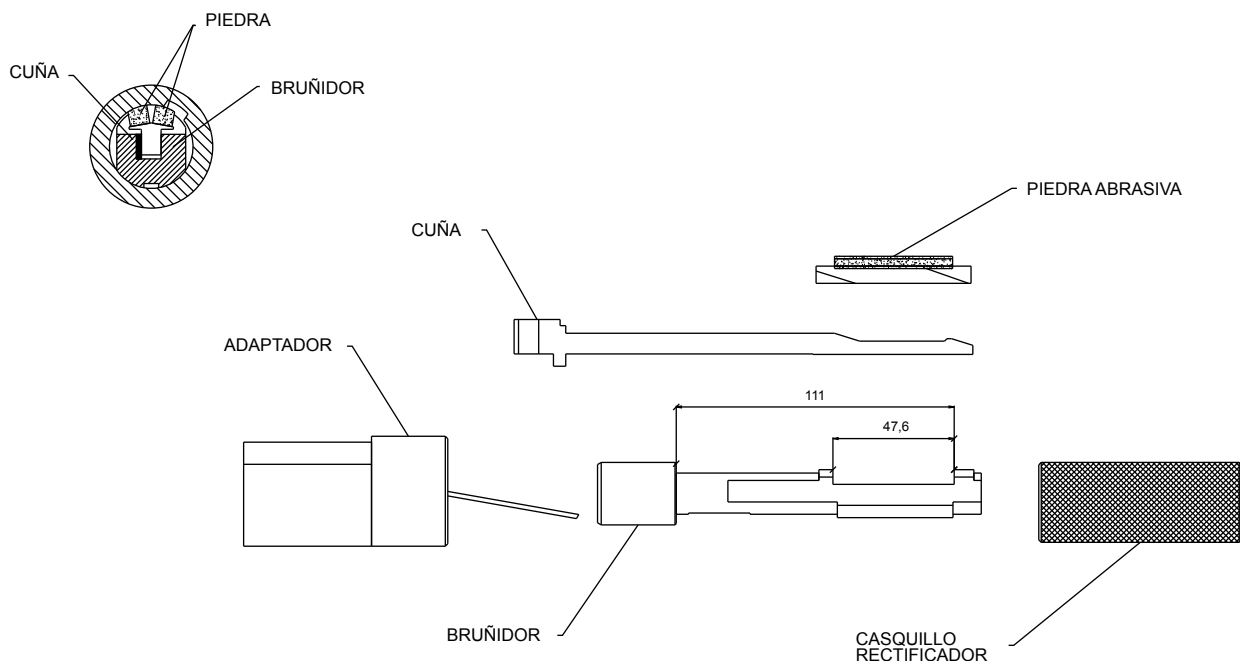 PIEDRA
CUÑA
BRUÑIDOR
PIEDRA ABRASIVA
CUÑA
ADAPTADOR
111
47,6
BRUÑIDOR
CASQUILLO
RECTIFICADOR